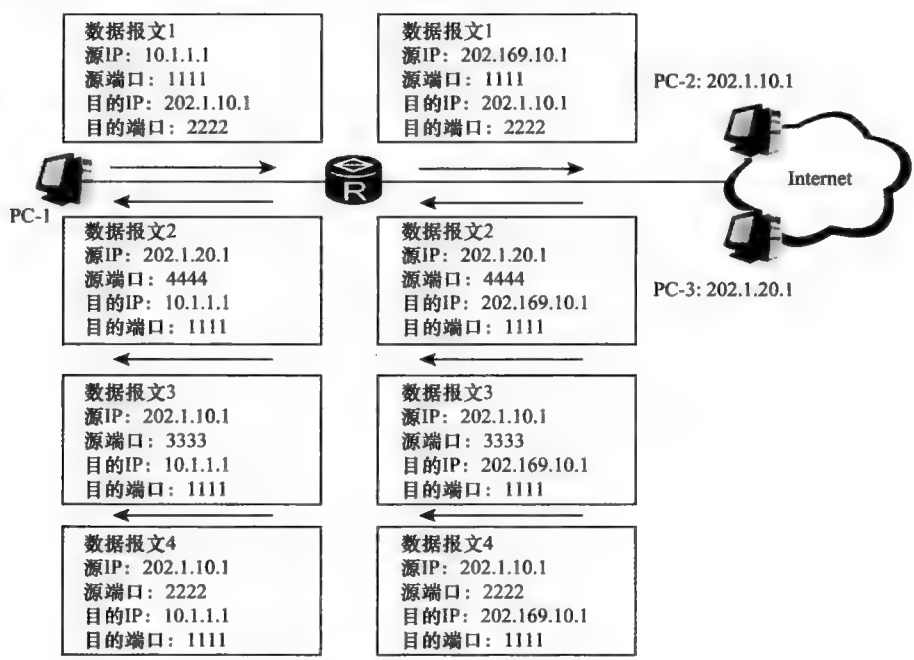 数据报文1
源IP：10.1.1.1
源端口：1111
目的IP：202.1.10.1
目的端口：2222
数据报文1
源IP：202.169.10.1
源端口：1111
目的IP：202.1.10.1
目的端口：2222
PC-2: 202.1.10.1
PC-1
R
Internet
PC-3: 202.1.20.1
数据报文2
源IP：202.1.20.1
源端口：4444
目的IP：10.1.1.1
目的端口：1111
数据报文2
源IP：202.1.20.1
源端口：4444
目的IP：202.169.10.1
目的端口：1111
数据报文3
源IP：202.1.10.1
源端口：3333
目的IP：10.1.1.1
目的端口：1111
数据报文3
源IP：202.1.10.1
源端口：3333
目的IP：202.169.10.1
目的端口：1111
数据报文4
源IP：202.1.10.1
源端口：2222
目的IP：10.1.1.1
目的端口：1111
数据报文4
源IP：202.1.10.1
源端口：2222
目的IP：202.169.10.1
目的端口：1111